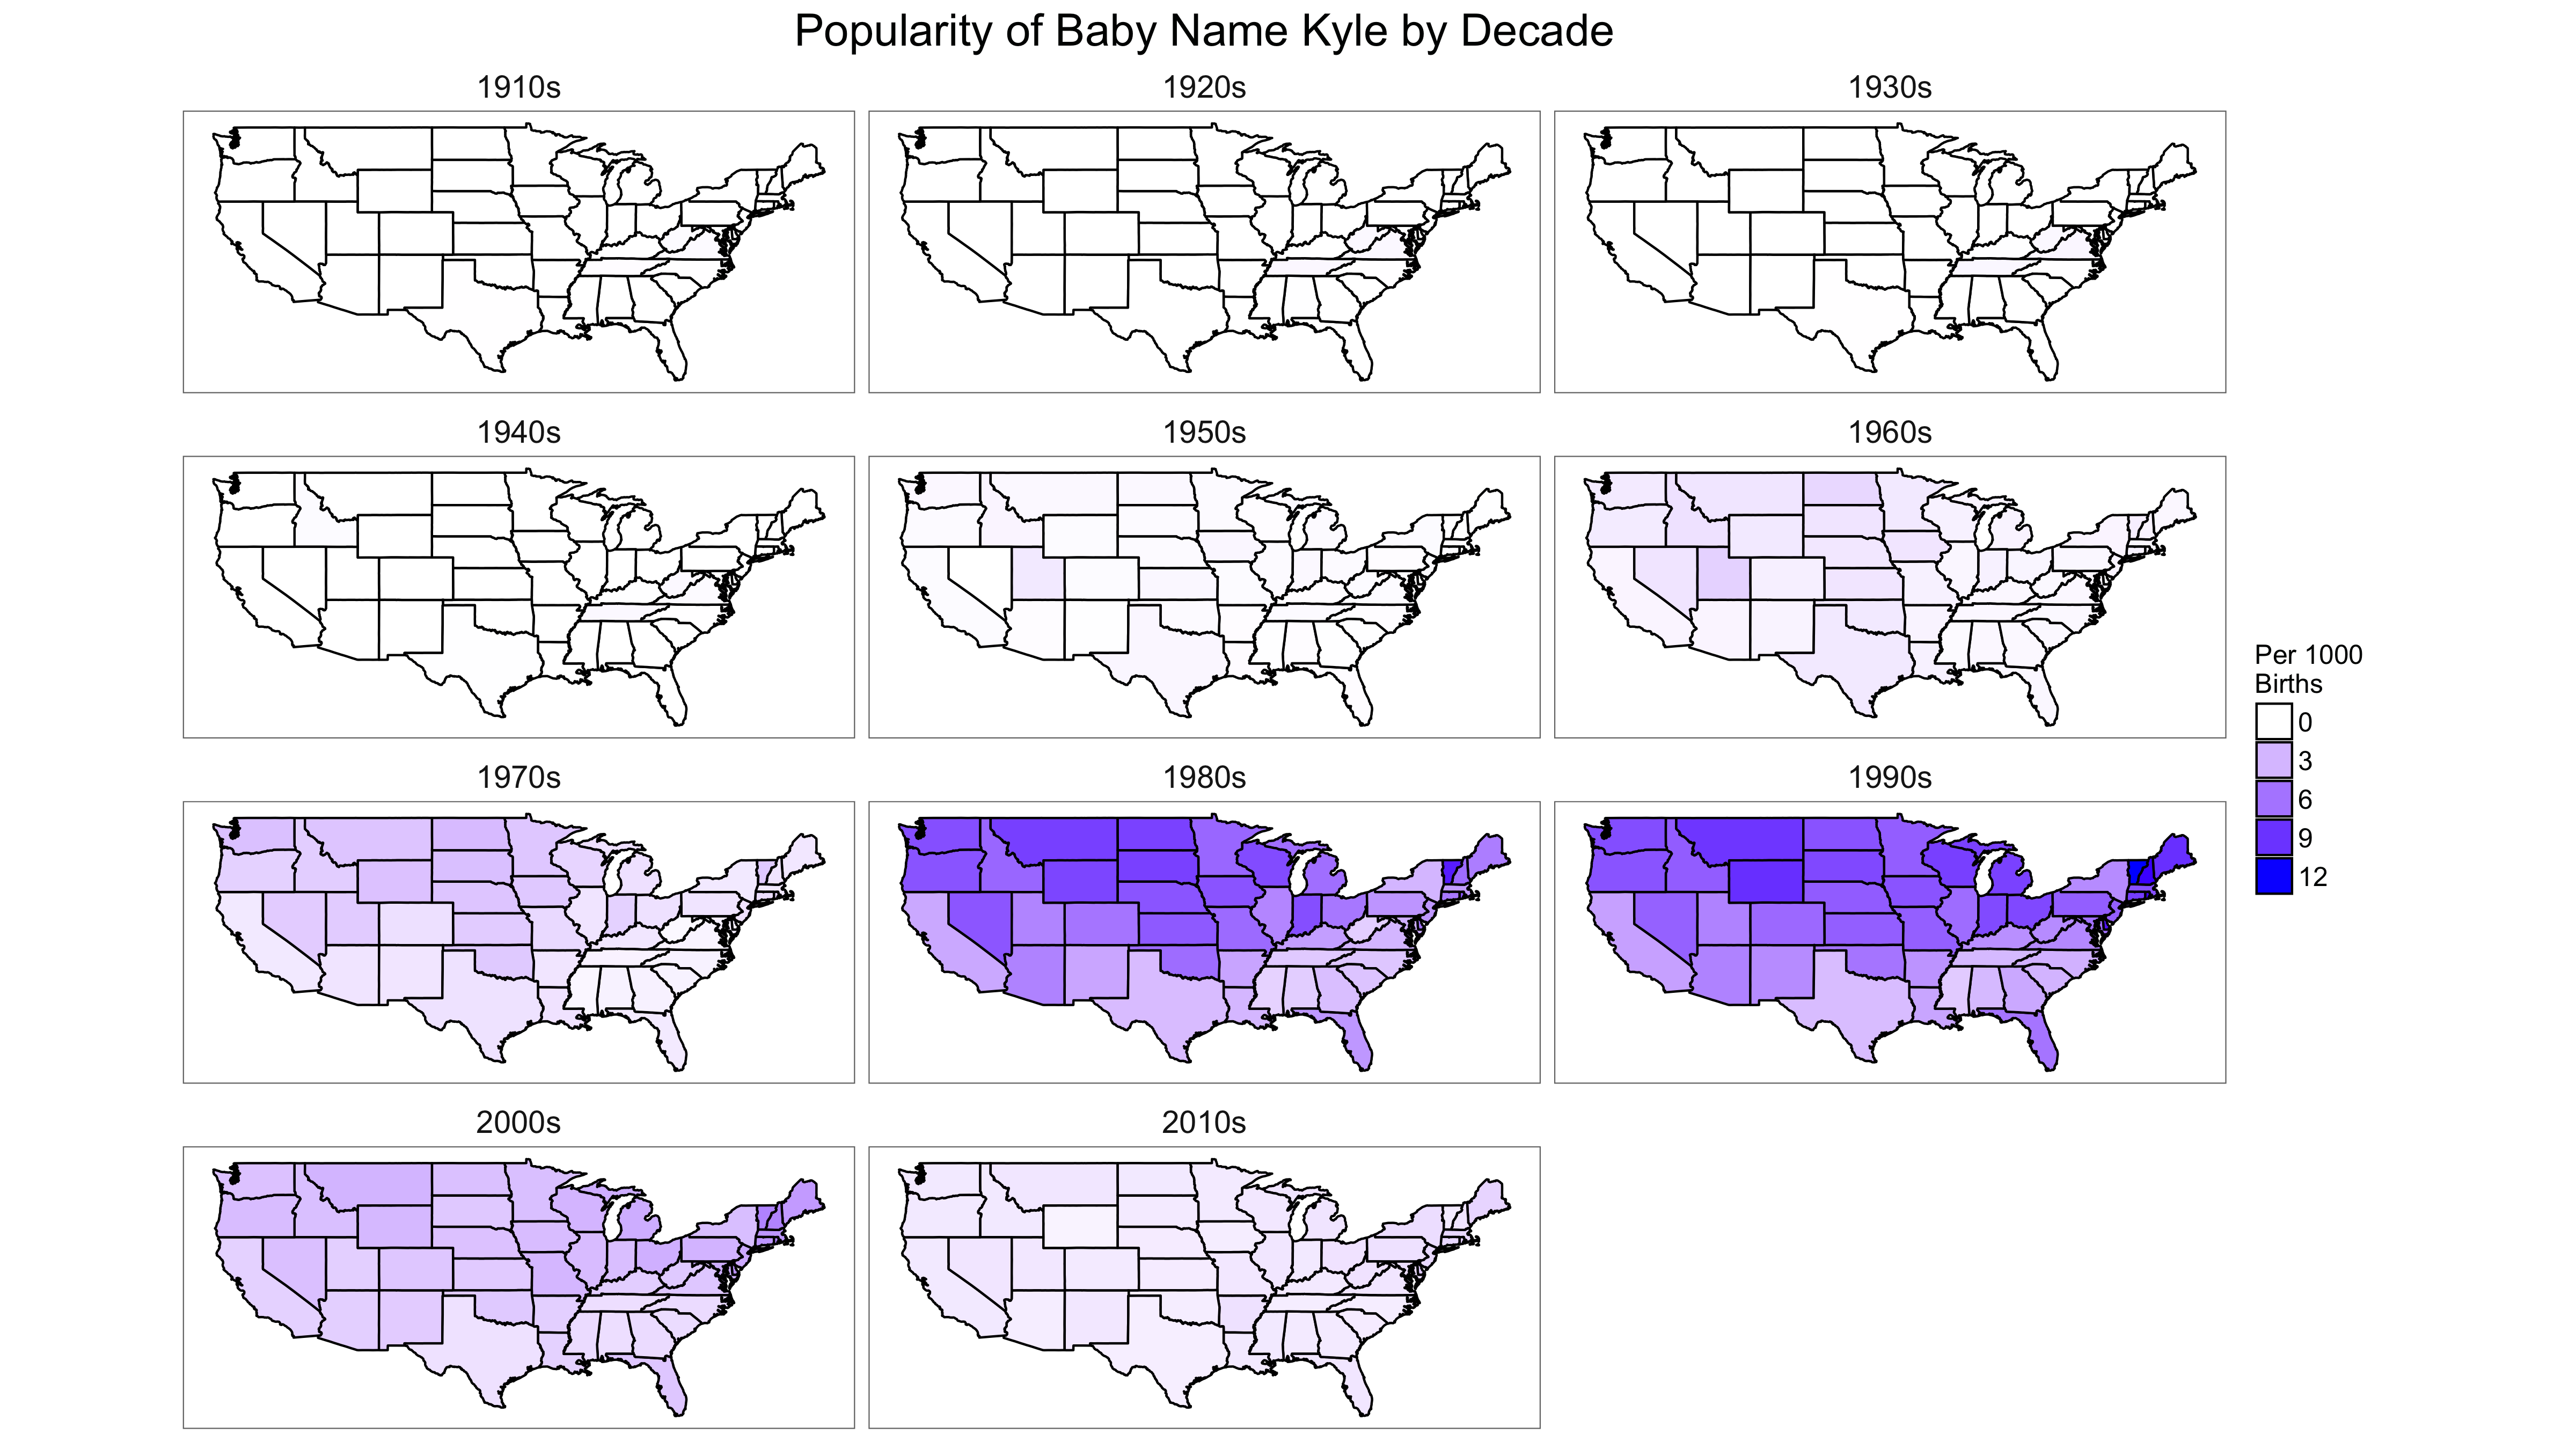 Popularity of Baby Name Kyle by Decade
1910s
1920s
1930s
1940s
1950s
1960s
1970s
1980s
1990s
2000s
2010s
Per 1000
Births
0
3
6
9
12